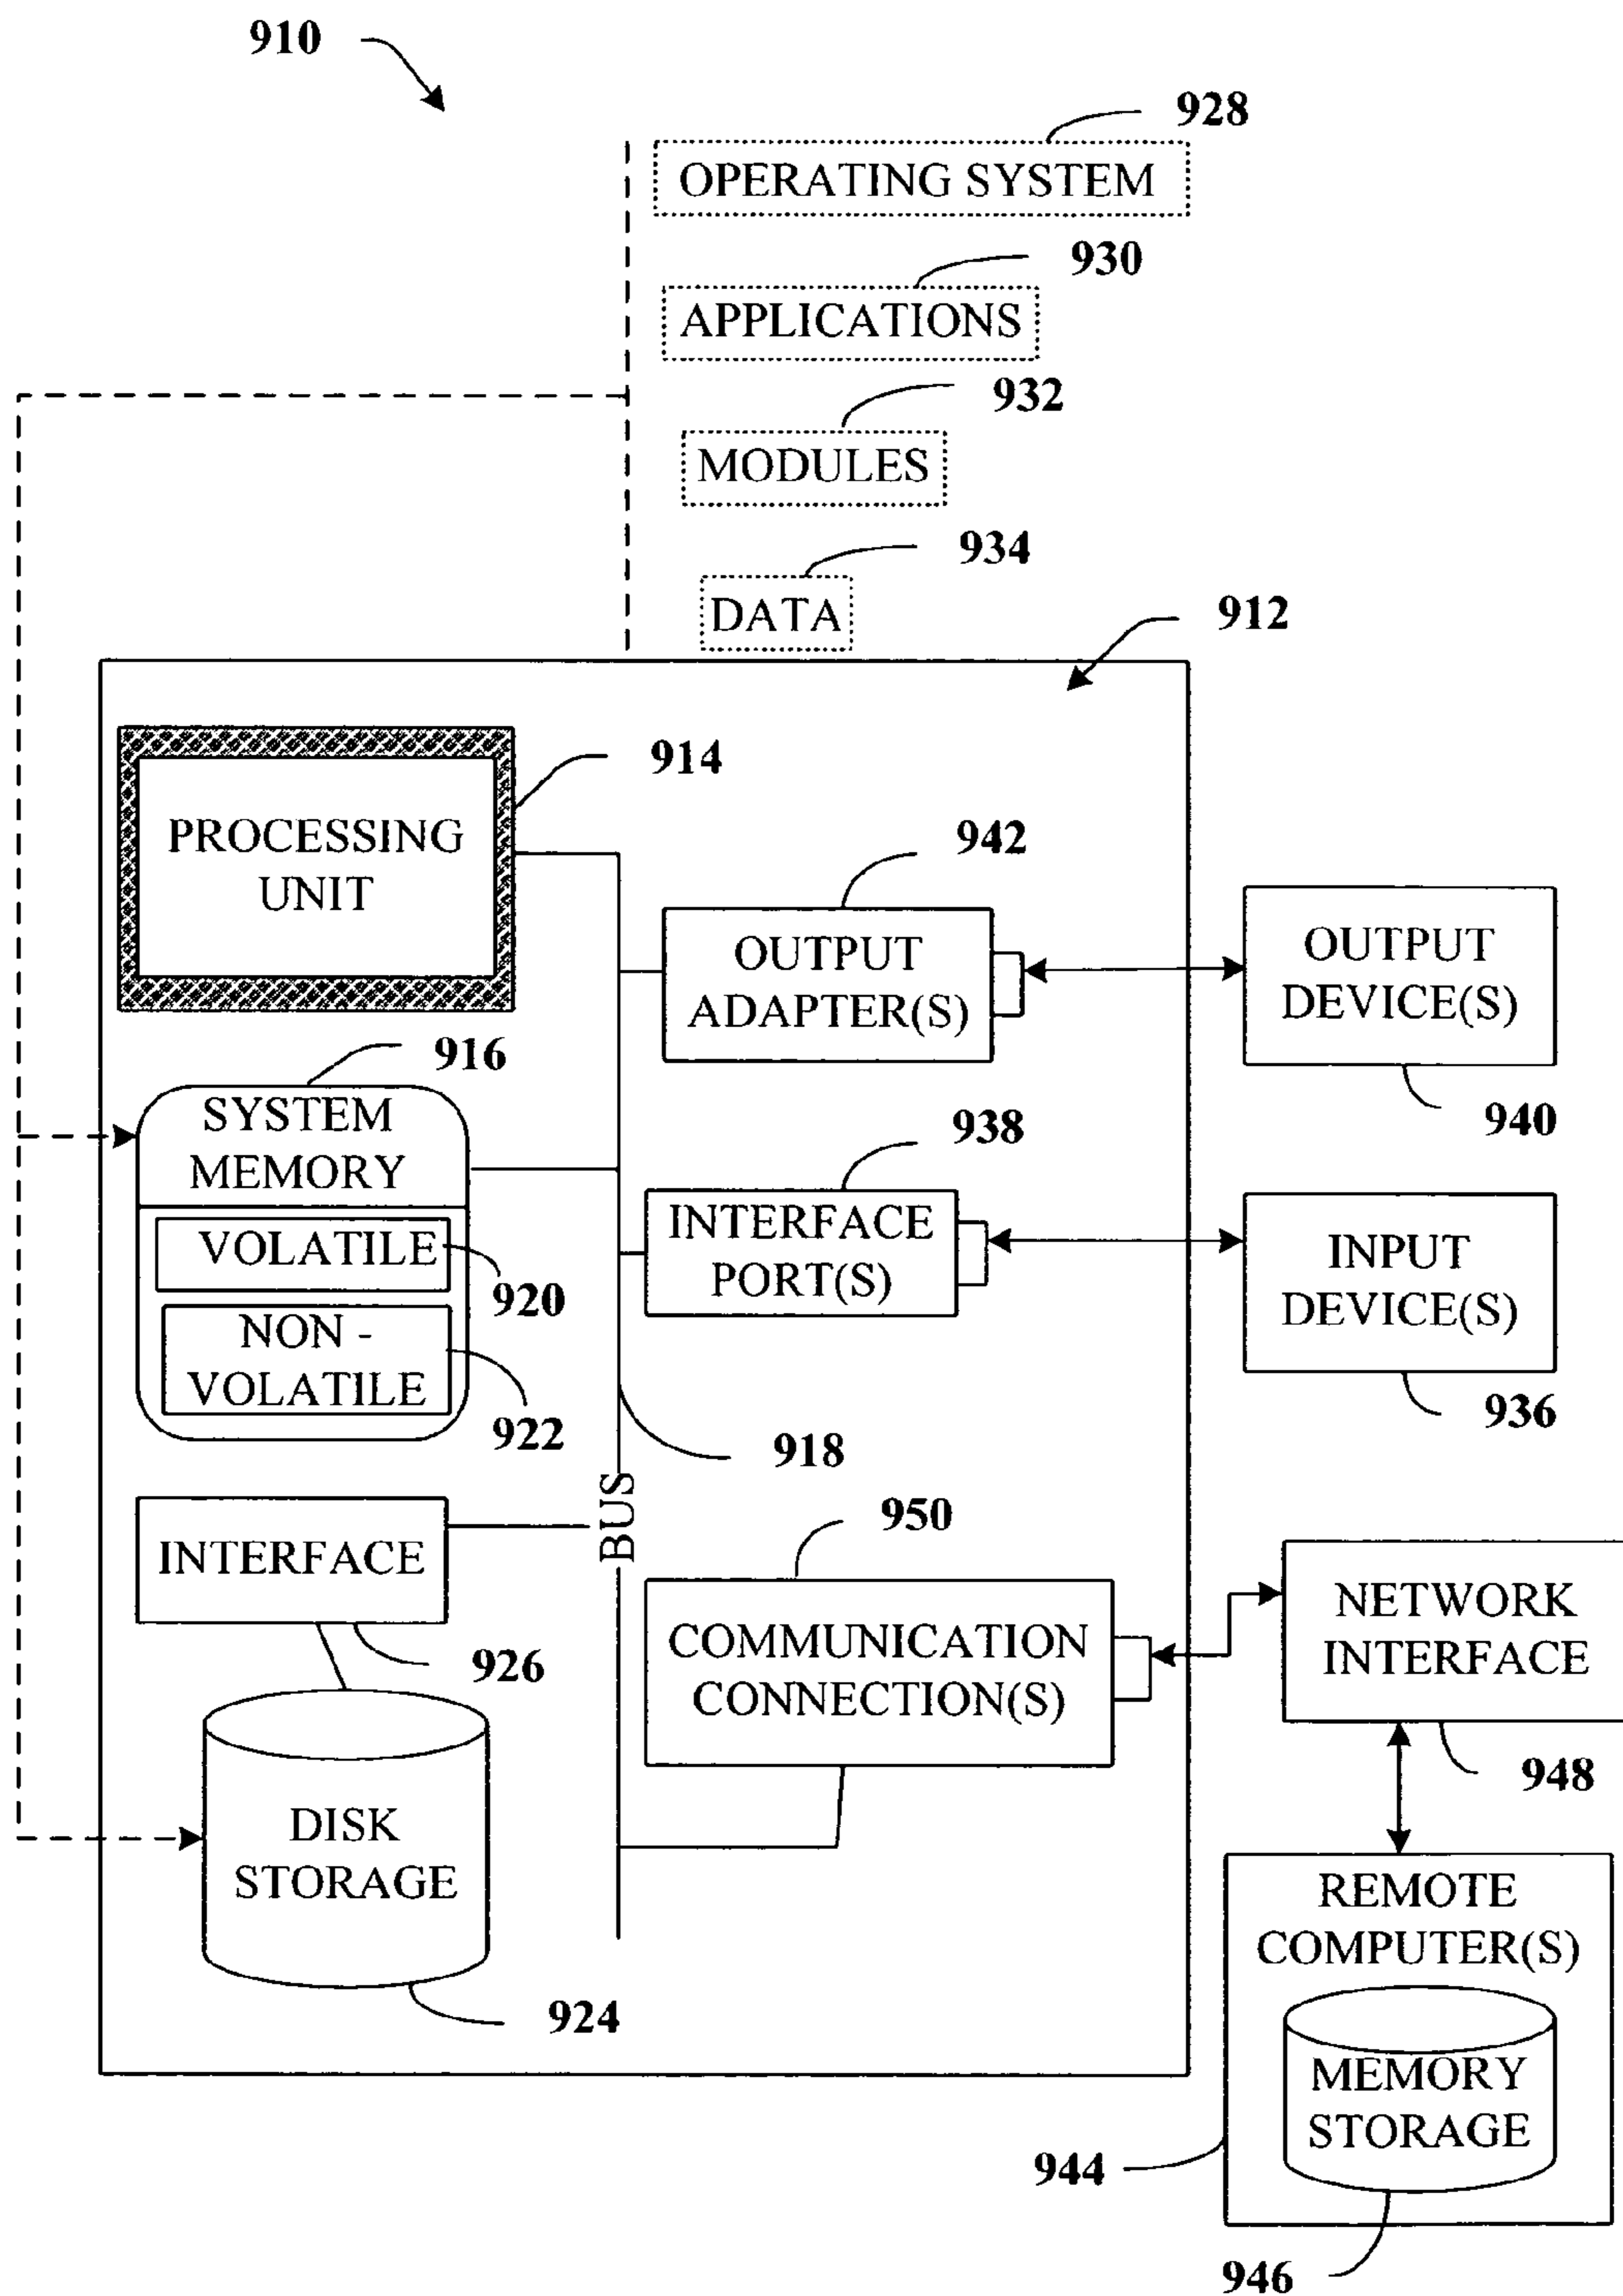 910
928
OPERATING SYSTEM
930
APPLICATIONS
932
MODULES
934
DATA
912
914
PROCESSING
UNIT
942
OUTPUT
ADAPTER(S)
OUTPUT
DEVICE(S)
940
916
SYSTEM
MEMORY
VOLATILE
920
NON -
VOLATILE
922
938
INTERFACE
PORT(S)
INPUT
DEVICE(S)
936
918
BUS
INTERFACE
926
950
COMMUNICATION
CONNECTION(S)
NETWORK
INTERFACE
948
DISK
STORAGE
924
REMOTE
COMPUTER(S)
MEMORY
STORAGE
944
946